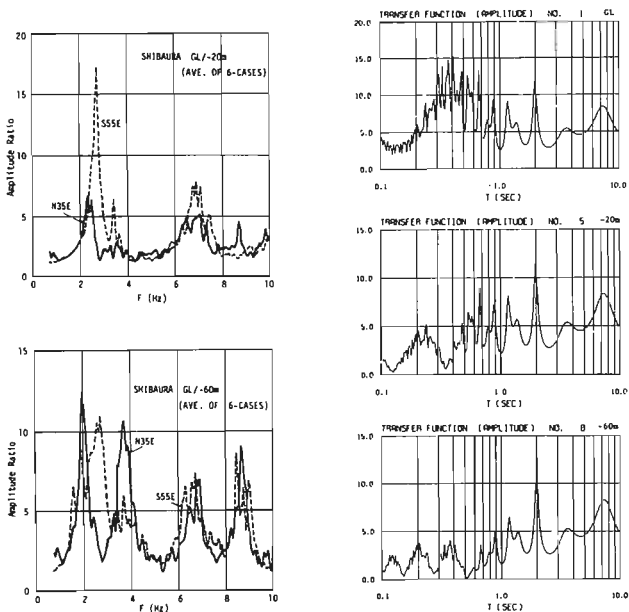 SHIBAURA GL/-20m
(AVE. OF 6-CASES)
S55E
N35E
Amplitude Ratio
20
15
10
5
0
0 2 4 6 8 10
F (Hz)
SHIBAURA GL/-60m
(AVE. OF 6-CASES)
N35E
S55E
Amplitude Ratio
15
10
5
0
0 2 4 6 8 10
F (Hz)
TRANSFER FUNCTION (AMPLITUDE) NO. 1 GL
20.0
15.0
10.0
5.0
0.0
0.1 1.0 10.0
T (SEC)
TRANSFER FUNCTION (AMPLITUDE) NO. 5 -20m
15.0
10.0
5.0
0.0
0.1 1.0 10.0
T (SEC)
TRANSFER FUNCTION (AMPLITUDE) NO. 8 -60m
15.0
10.0
5.0
0.0
0.1 1.0 10.0
T (SEC)